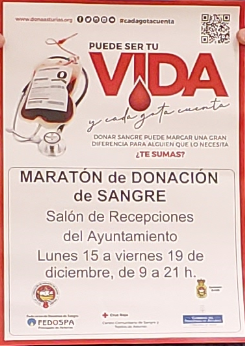 www.donasturias.org #cadagotacuenta
PUEDE SER TU
VIDA
y cada gota cuenta
DONAR SANGRE PUEDE MARCAR UNA GRAN
DIFERENCIA PARA ALGUIEN QUE LO NECESITA
¿TE SUMAS?
MARATÓN de DONACIÓN
de SANGRE
Salón de Recepciones
del Ayuntamiento
Lunes 15 a viernes 19 de
diciembre, de 9 a 21 h.
FEDOSPA
Cruz Roja